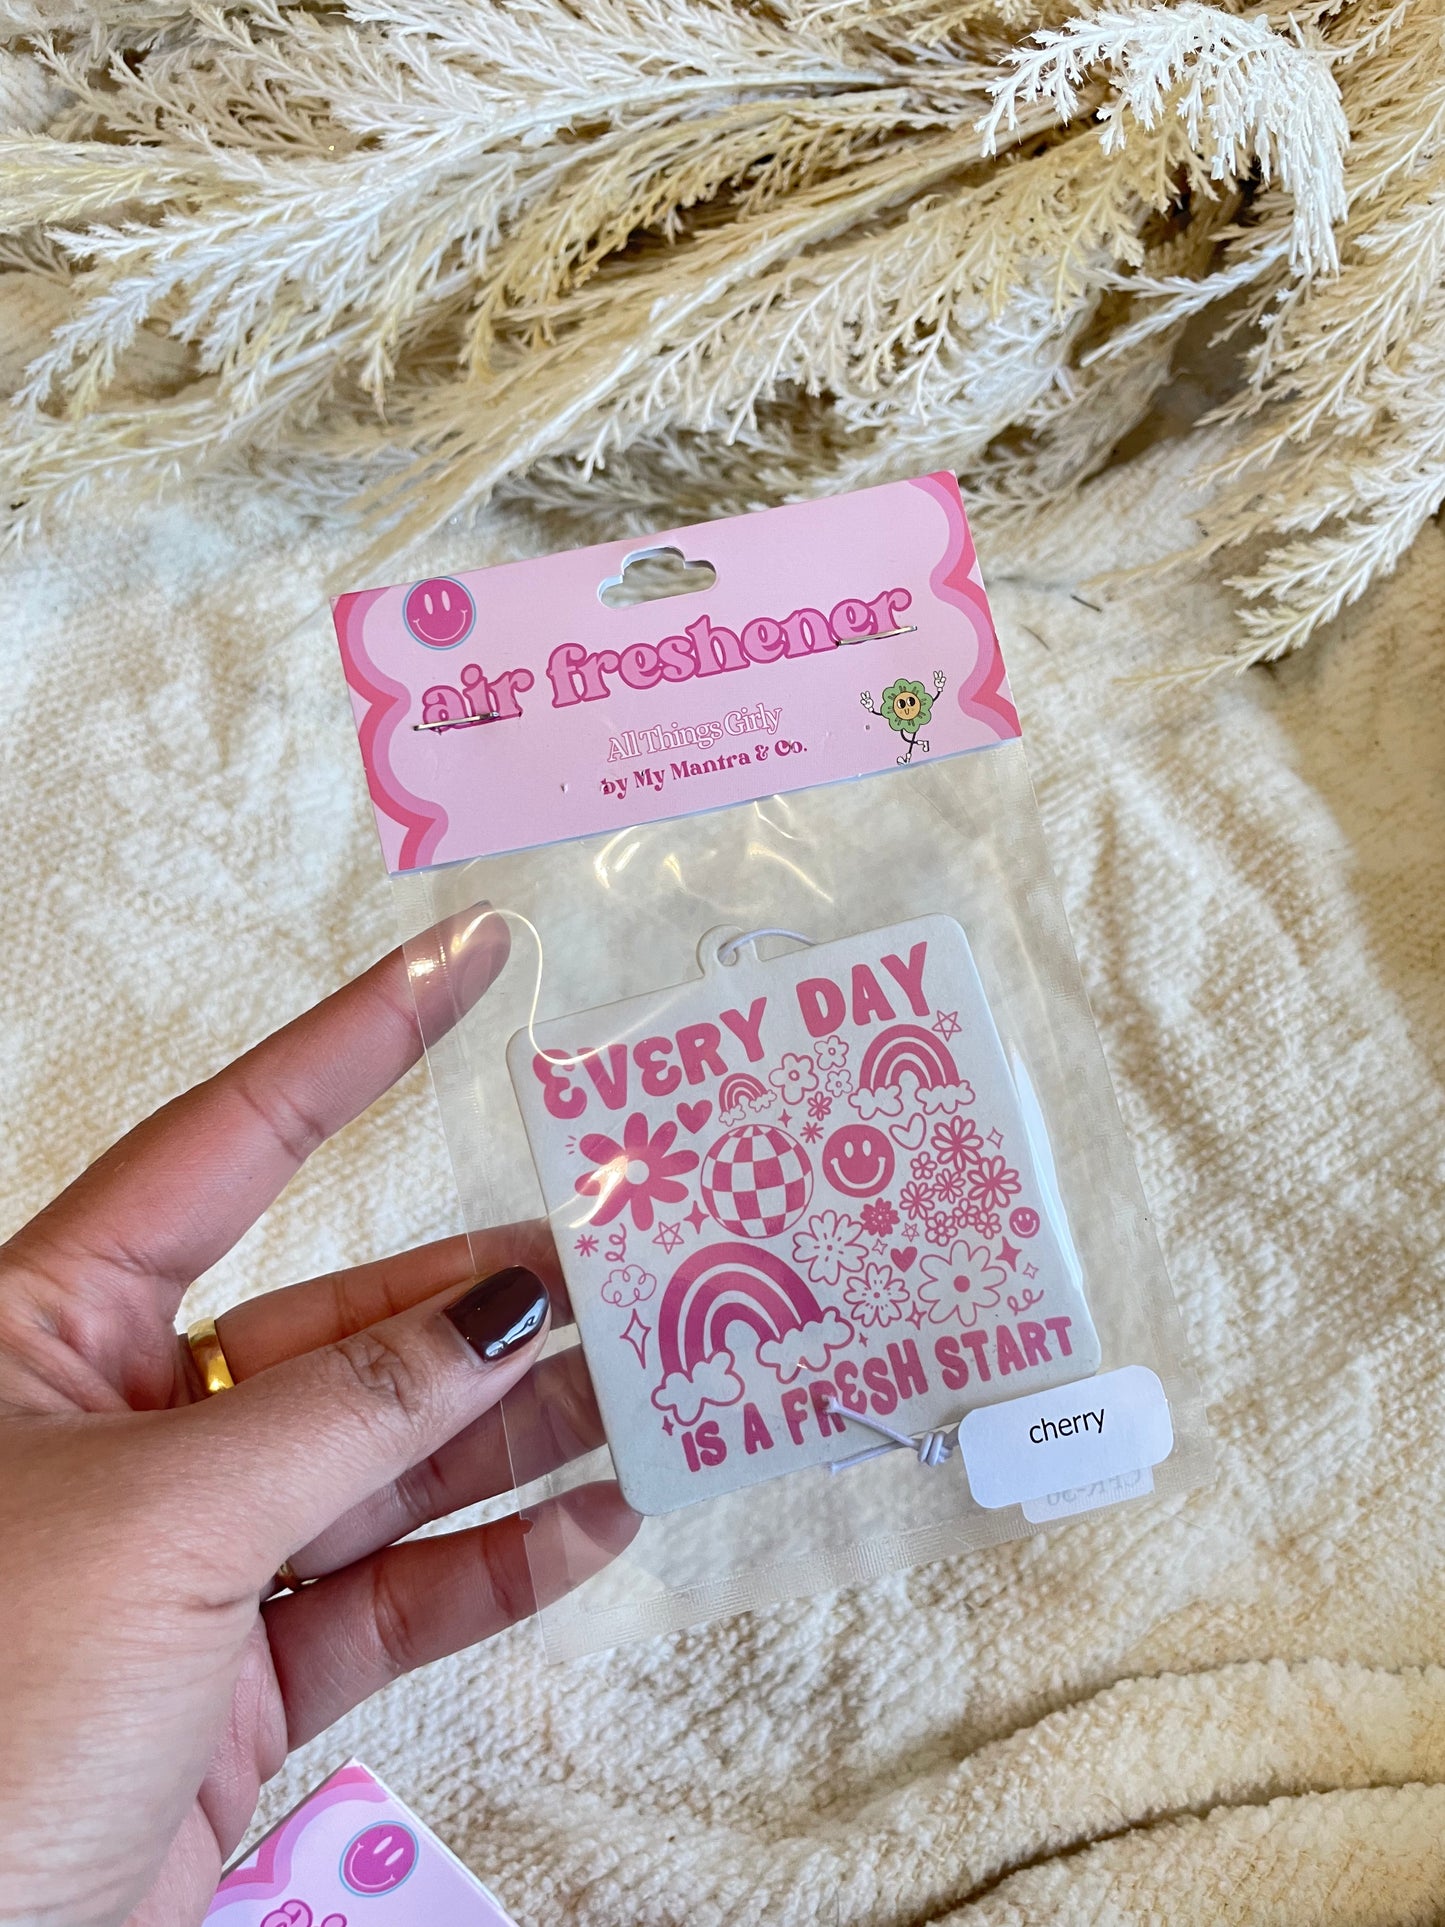 air freshener
All Things Girly
by My Mantra & Co.
EVERY DAY
IS A FRESH START
cherry